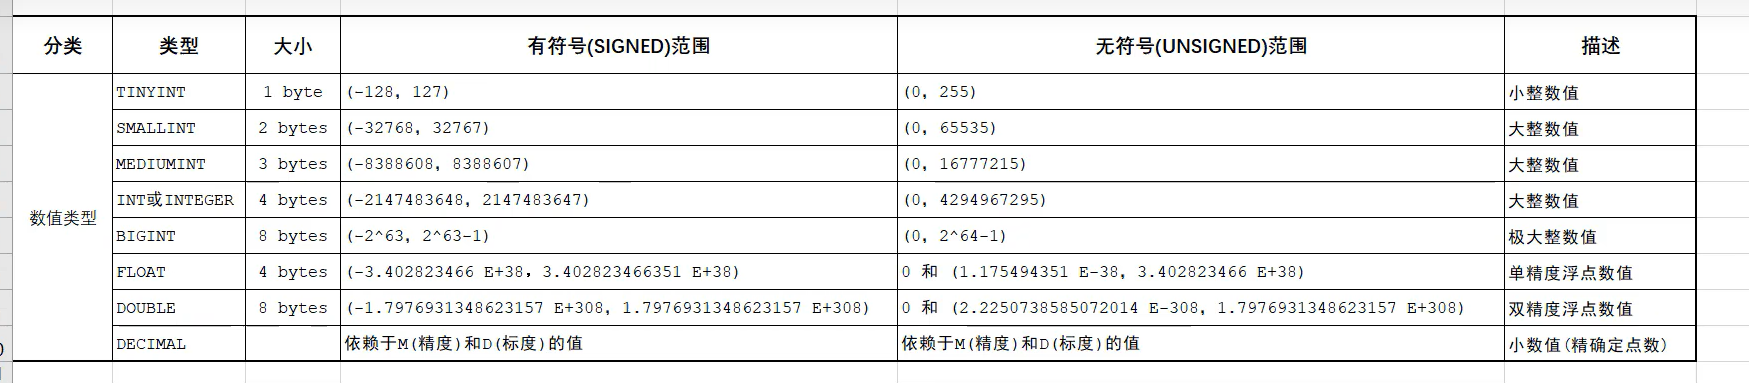 分类 类型 大小 有符号(SIGNED)范围 无符号(UNSIGNED)范围 描述
数值类型
TINYINT 1 byte (-128, 127) (0, 255) 小整数值
SMALLINT 2 bytes (-32768, 32767) (0, 65535) 大整数值
MEDIUMINT 3 bytes (-8388608, 8388607) (0, 16777215) 大整数值
INT或INTEGER 4 bytes (-2147483648, 2147483647) (0, 4294967295) 大整数值
BIGINT 8 bytes (-2^63, 2^63-1) (0, 2^64-1) 极大整数值
FLOAT 4 bytes (-3.402823466 E+38, 3.402823466351 E+38) 0 和 (1.175494351 E-38, 3.402823466 E+38) 单精度浮点数值
DOUBLE 8 bytes (-1.7976931348623157 E+308, 1.7976931348623157 E+308) 0 和 (2.2250738585072014 E-308, 1.7976931348623157 E+308) 双精度浮点数值
DECIMAL 依赖于M(精度)和D(标度)的值 依赖于M(精度)和D(标度)的值 小数值(精确定点数)